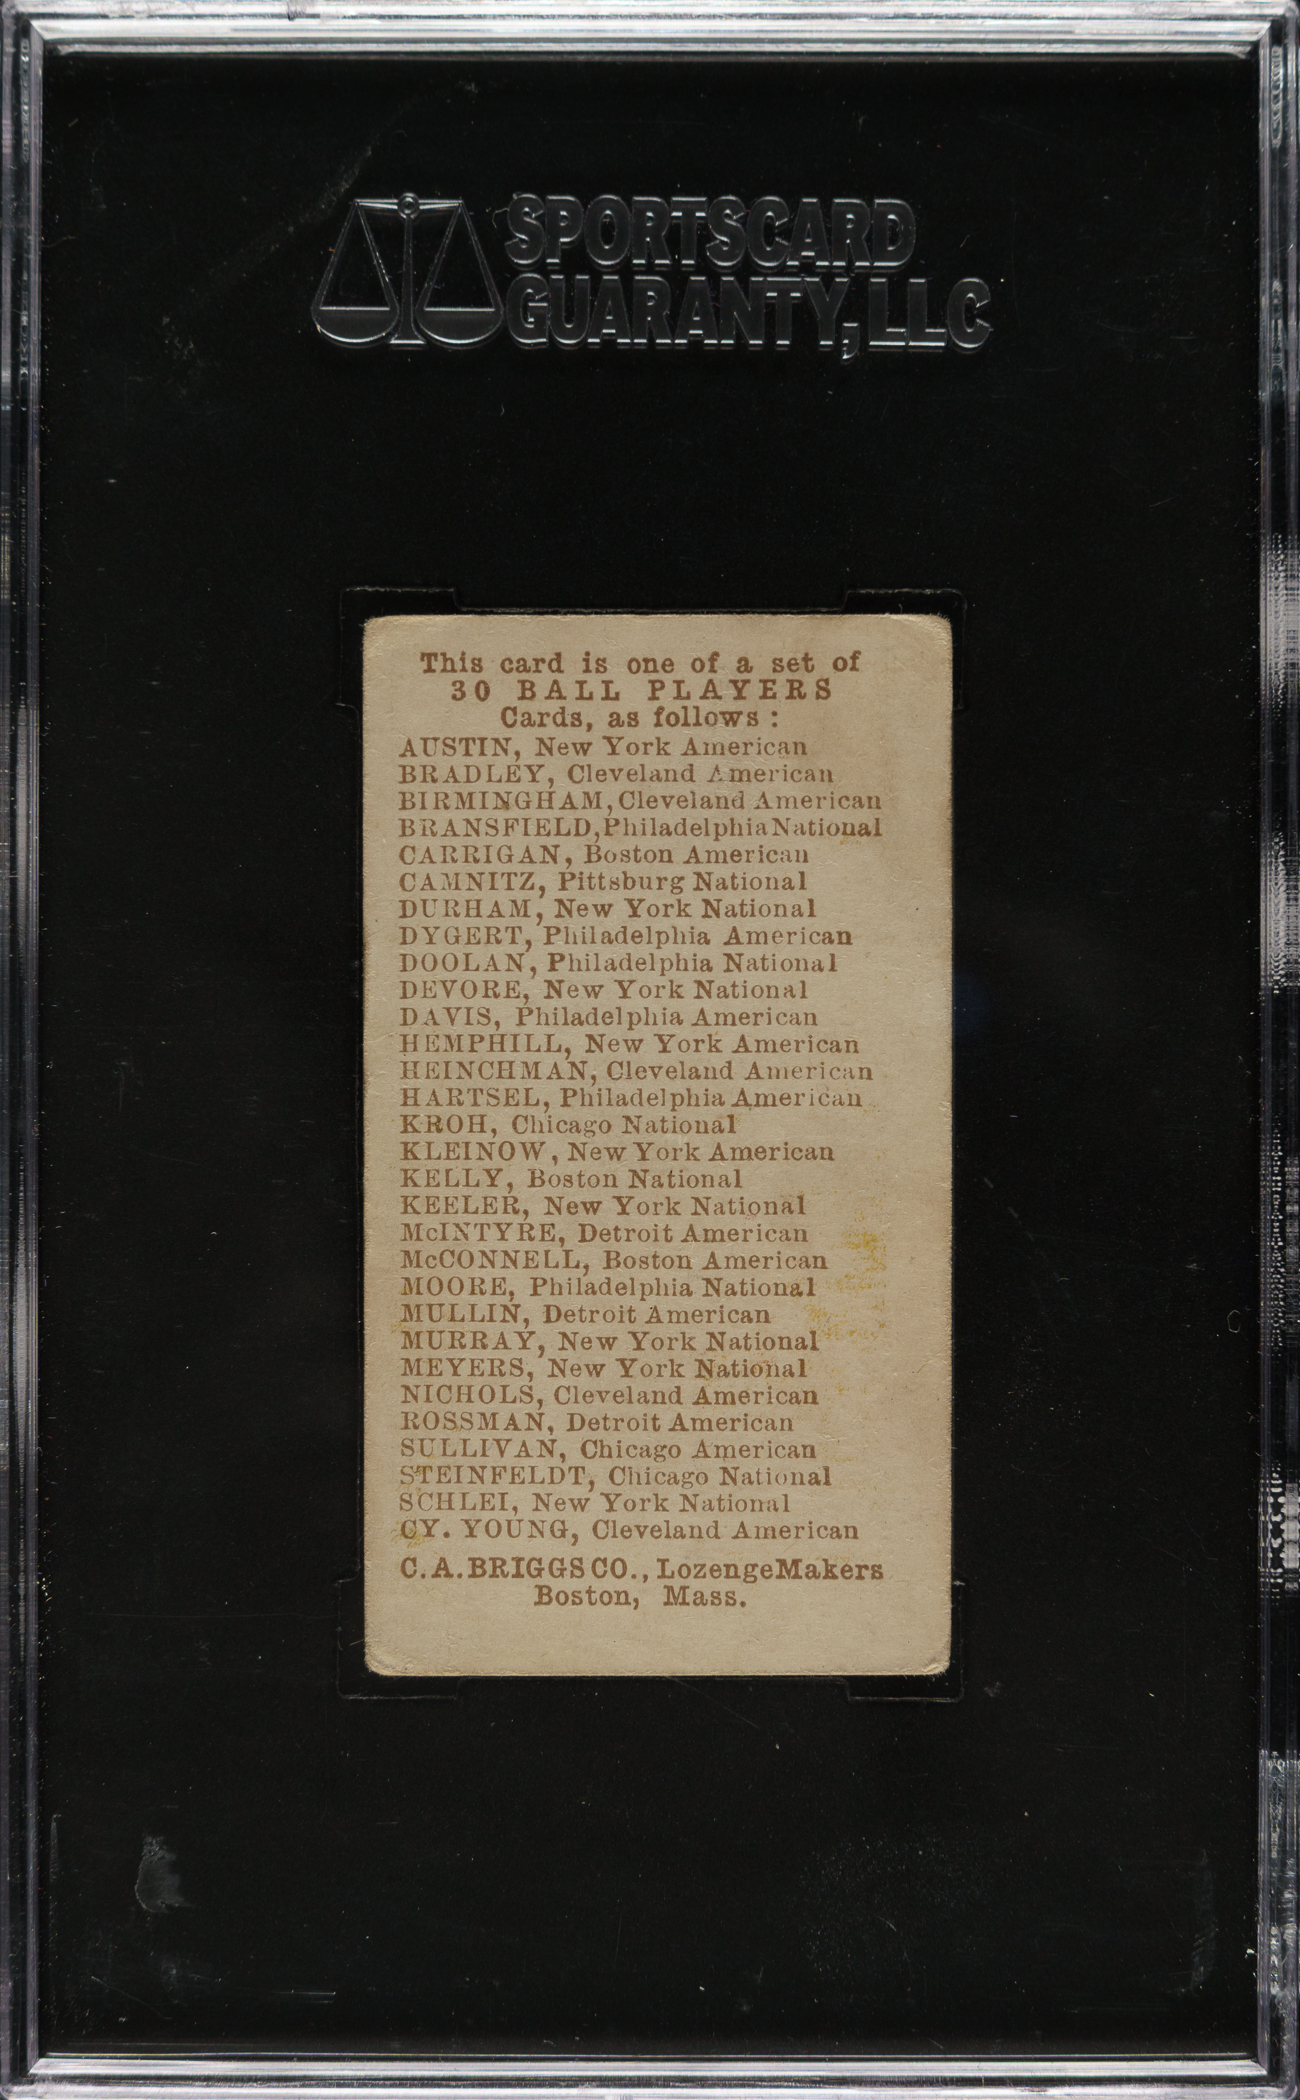 SPORTSCARD
GUARANTY, LLC
This card is one of a set of
30 BALL PLAYERS
Cards, as follows :
AUSTIN, New York American
BRADLEY, Cleveland American
BIRMINGHAM, Cleveland American
BRANSFIELD, Philadelphia National
CARRIGAN, Boston American
CAMNITZ, Pittsburg National
DURHAM, New York National
DYGERT, Philadelphia American
DOOLAN, Philadelphia National
DEVORE, New York National
DAVIS, Philadelphia American
HEMPHILL, New York American
HEINCHMAN, Cleveland American
HARTSEL, Philadelphia American
KROH, Chicago National
KLEINOW, New York American
KELLY, Boston National
KEELER, New York National
McINTYRE, Detroit American
McCONNELL, Boston American
MOORE, Philadelphia National
MULLIN, Detroit American
MURRAY, New York National
MEYERS, New York National
NICHOLS, Cleveland American
ROSSMAN, Detroit American
SULLIVAN, Chicago American
STEINFELDT, Chicago National
SCHLEI, New York National
CY. YOUNG, Cleveland American
C. A. BRIGGS CO., Lozenge Makers
Boston, Mass.